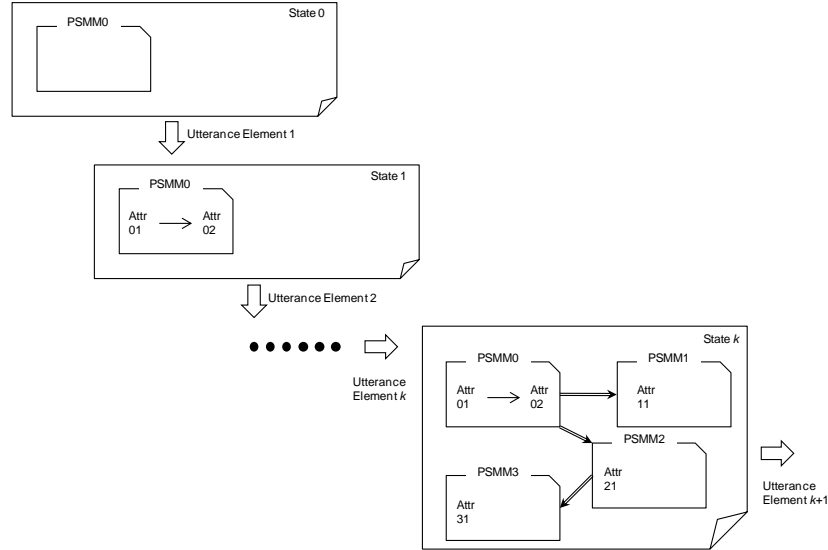 State 0
PSMM0
Utterance Element 1
State 1
PSMM0
Attr Attr
01 02
Utterance Element 2
State k
PSMM0 PSMM1
Utterance
Element k
Attr Attr Attr
01 02 11
PSMM2
PSMM3
Attr
21
Attr
31
Utterance
Element k+1